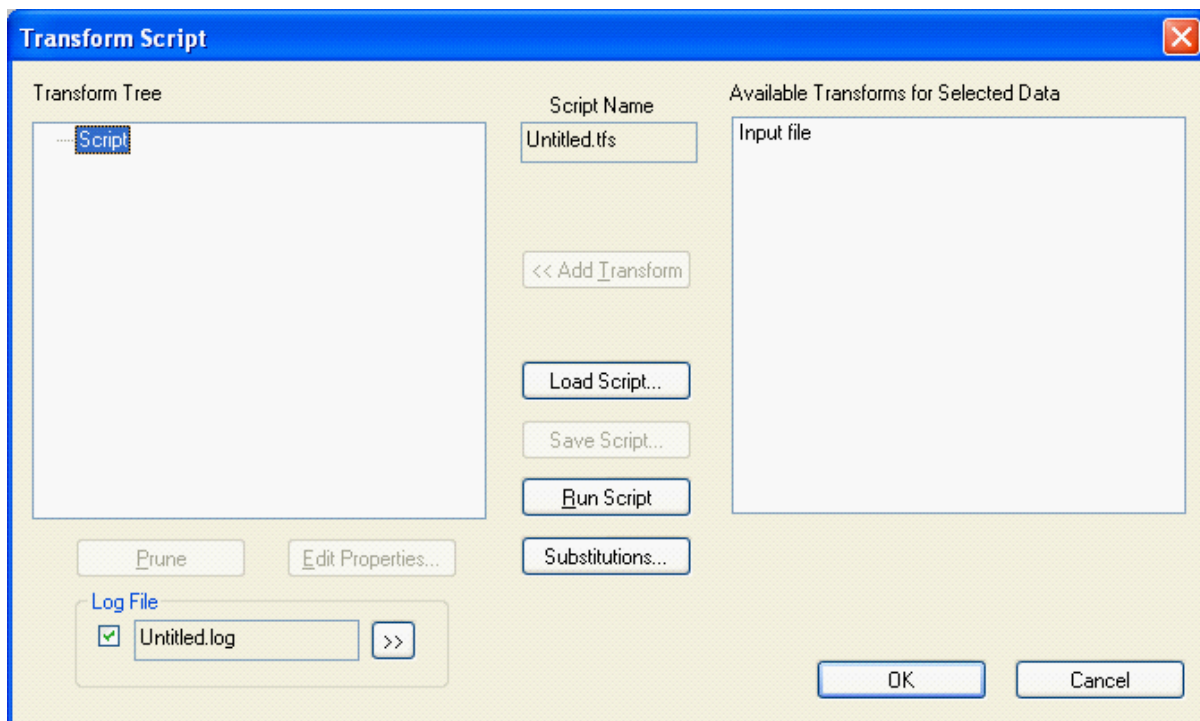 Transform Script
Transform Tree
Script
Script Name
Untitled.tfs
<< Add Transform
Load Script...
Save Script...
Run Script
Substitutions...
Available Transforms for Selected Data
Input file
Prune
Edit Properties...
Log File
Untitled.log
>>
OK
Cancel